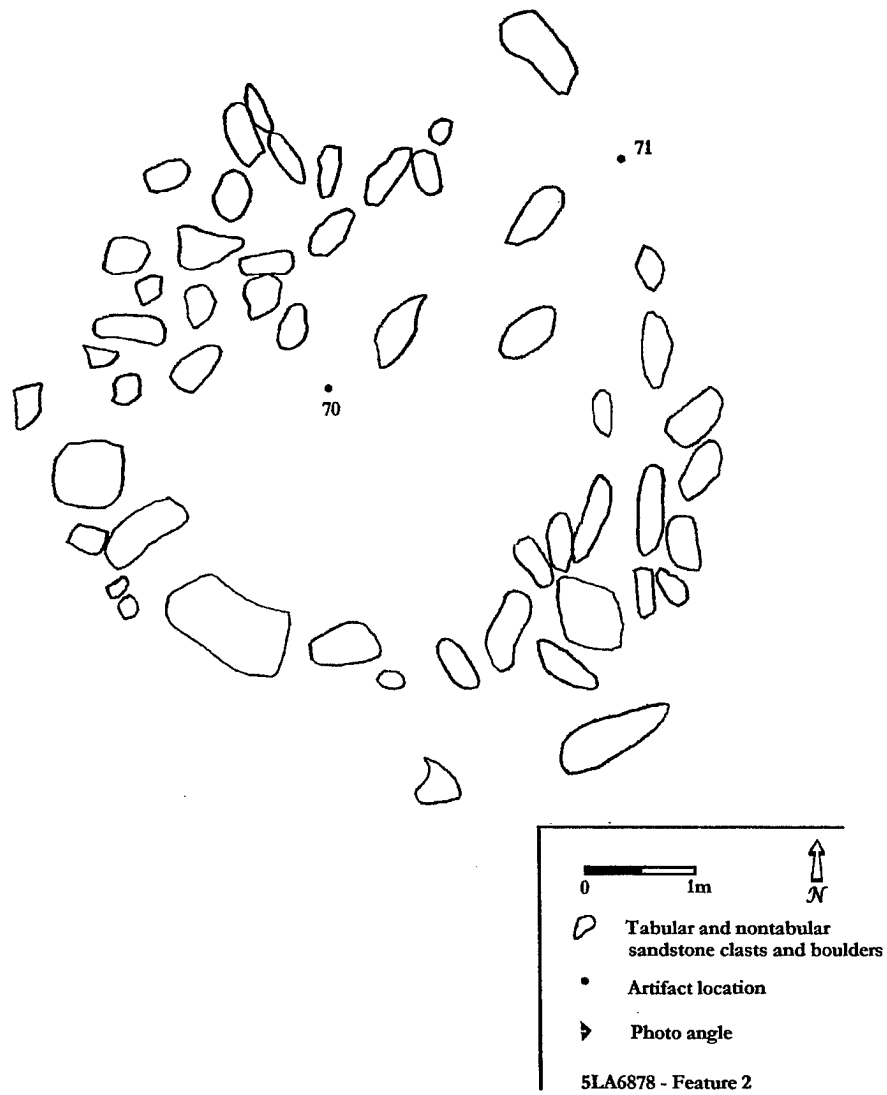 71
70
0 1m
N
Tabular and nontabular
sandstone clasts and boulders
Artifact location
Photo angle
5LA6878 - Feature 2